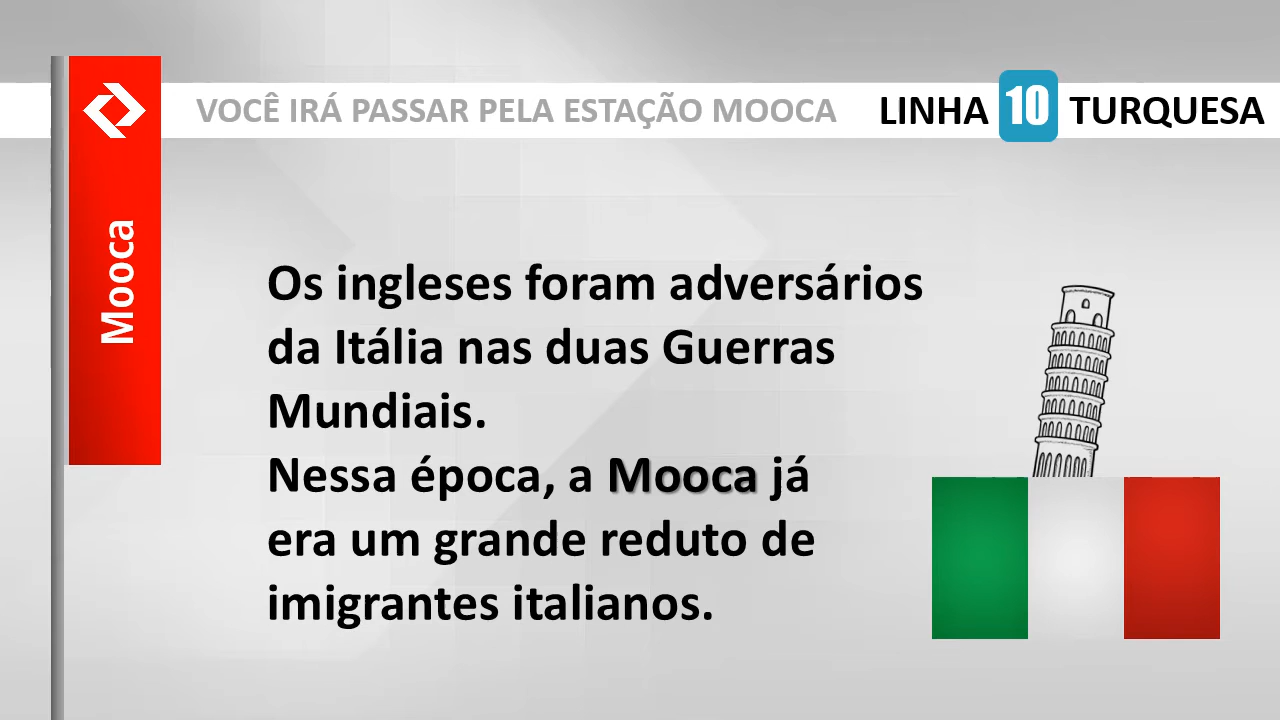 VOCÊ IRÁ PASSAR PELA ESTAÇÃO MOOCA
LINHA 10 TURQUESA
Mooca
Os ingleses foram adversários
da Itália nas duas Guerras
Mundiais.
Nessa época, a Mooca já
era um grande reduto de
imigrantes italianos.